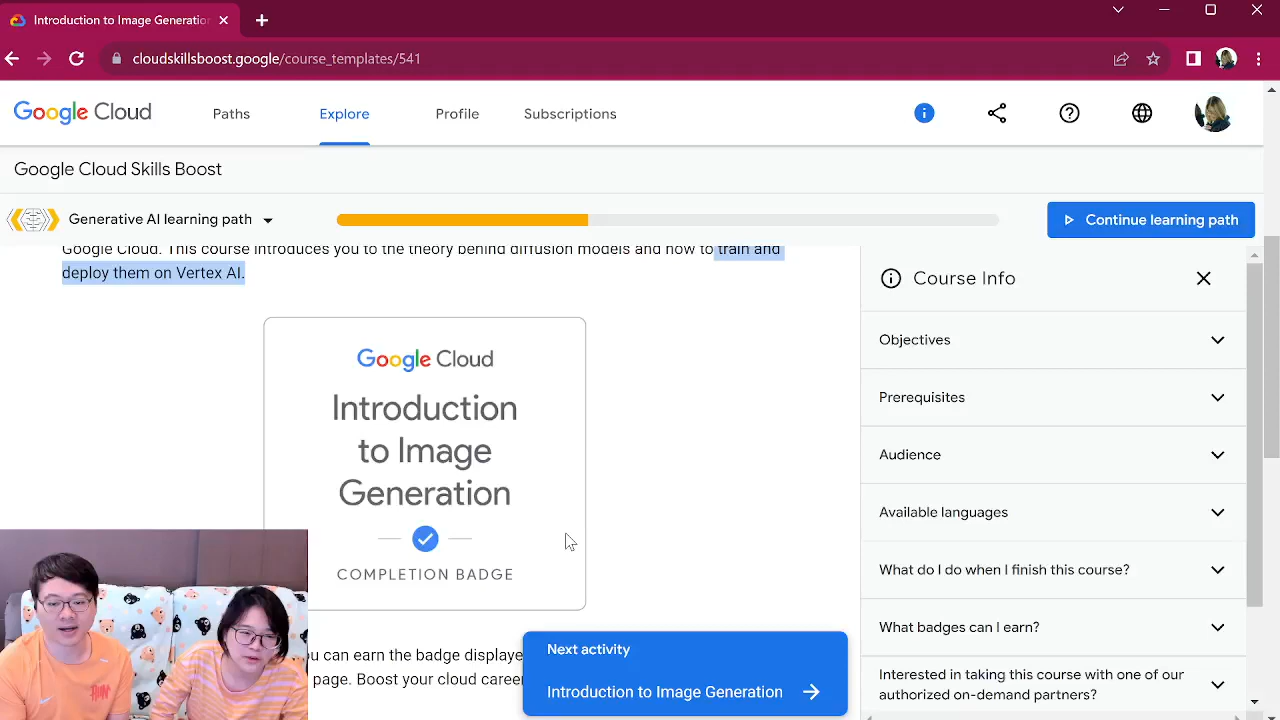 Introduction to Image Generatio
cloudskillsboost.google/course_templates/541
Google Cloud
Paths
Explore
Profile
Subscriptions
Google Cloud Skills Boost
Generative AI learning path
Continue learning path
Google Cloud. This course introduces you to the theory behind diffusion models and how to train and
deploy them on Vertex AI.
Google Cloud
Introduction
to Image
Generation
COMPLETION BADGE
u can earn the badge displaye
page. Boost your cloud caree
Next activity
Introduction to Image Generation
Course Info
Objectives
Prerequisites
Audience
Available languages
What do I do when I finish this course?
What badges can I earn?
Interested in taking this course with one of our
authorized on-demand partners?